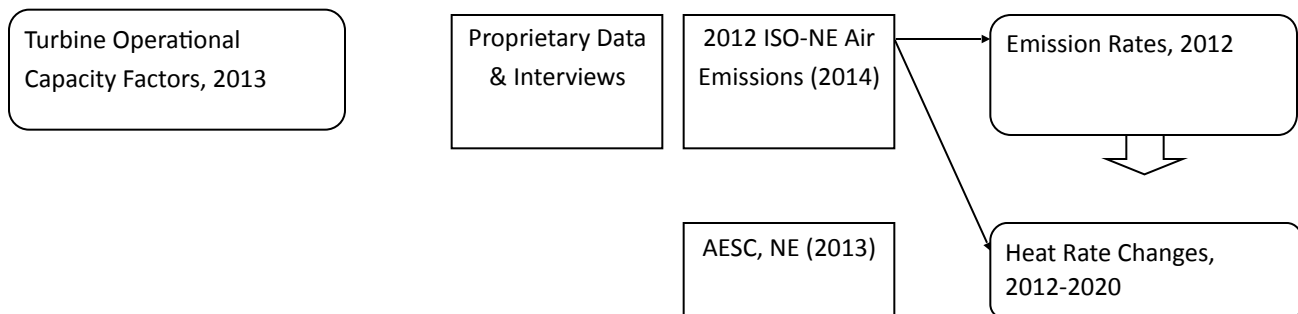 Turbine Operational
Capacity Factors, 2013
Proprietary Data
& Interviews
2012 ISO-NE Air
Emissions (2014)
Emission Rates, 2012
AESC, NE (2013)
Heat Rate Changes,
2012-2020